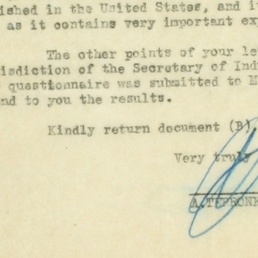 ished in the United States, and i
as it contains very important ex
The other points of your le
isdiction of the Secretary of Ind
questionnaire was submitted to M
nd to you the results.
Kindly return document (B)
Very truly
A.